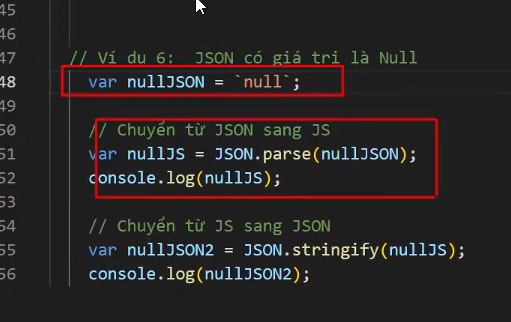 45
46
47 // Ví du 6: JSON có giá tri là Null
48 var nullJSON = `null`;
49
50 // Chuyển từ JSON sang JS
51 var nullJS = JSON.parse(nullJSON);
52 console.log(nullJS);
53
54 // Chuyển từ JS sang JSON
55 var nullJSON2 = JSON.stringify(nullJS);
56 console.log(nullJSON2);